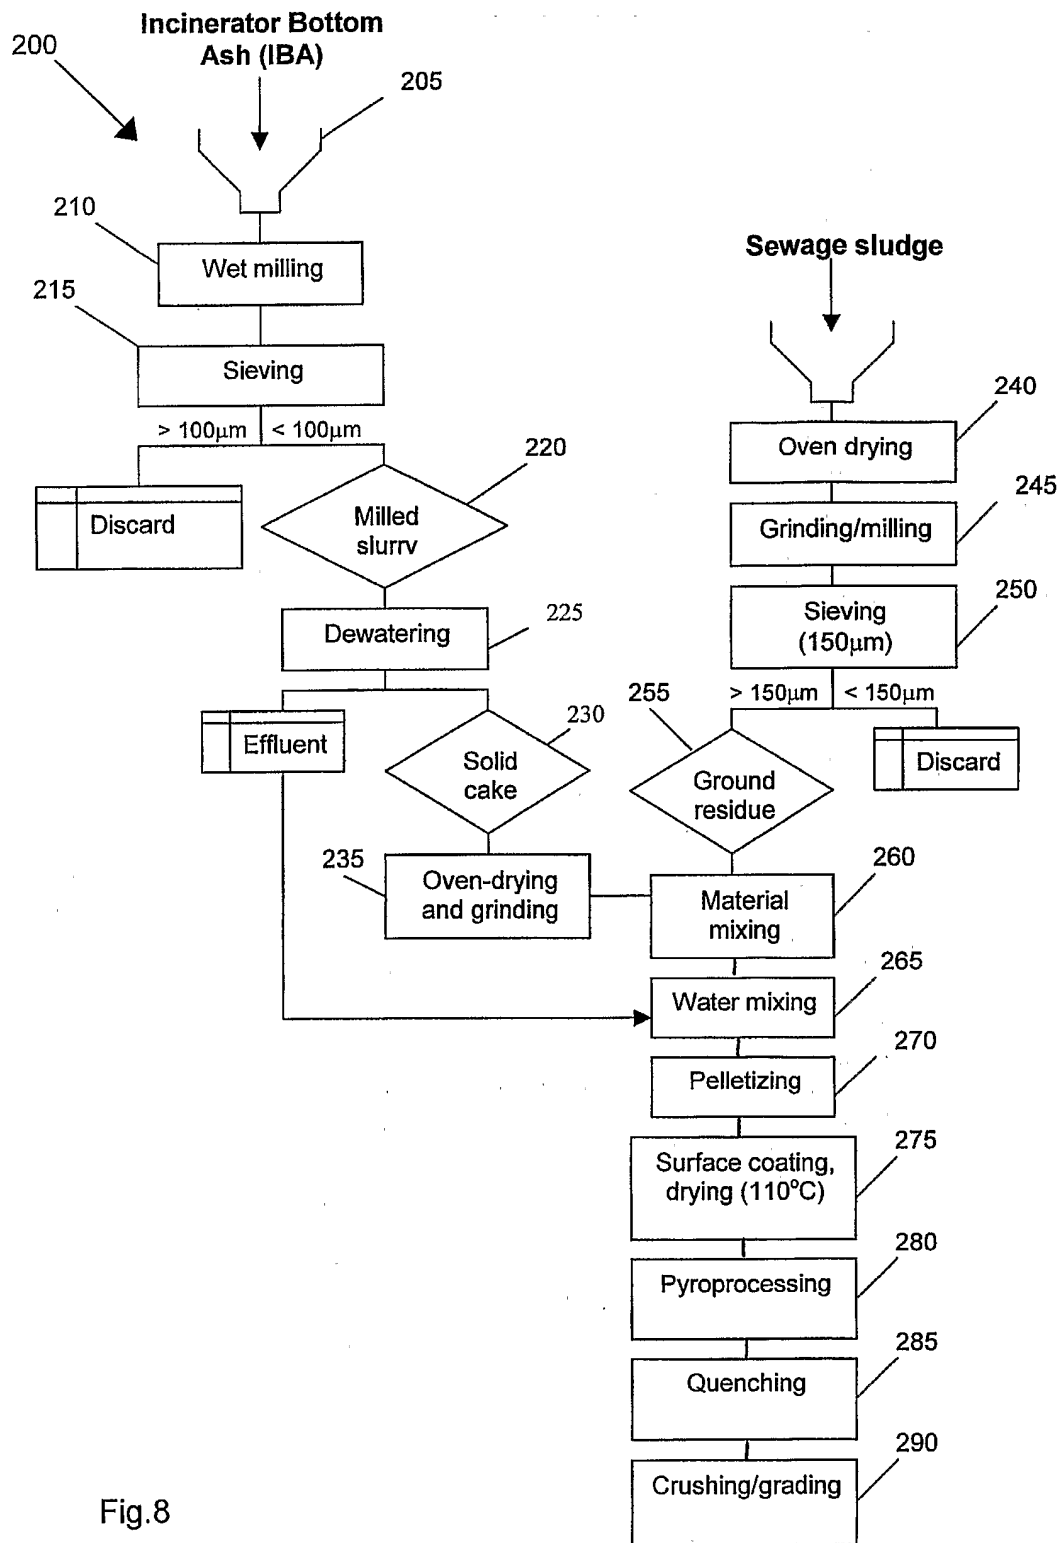 Incinerator Bottom
Ash (IBA)
200
205
210
Wet milling
215
Sieving
> 100µm
< 100µm
Discard
220
Milled
slurrv
Dewatering
225
Effluent
230
Solid
cake
235
Oven-drying
and grinding
Sewage sludge
240
Oven drying
245
Grinding/milling
250
Sieving
(150µm)
> 150µm
< 150µm
255
Ground
residue
Discard
260
Material
mixing
265
Water mixing
270
Pelletizing
275
Surface coating,
drying (110°C)
280
Pyroprocessing
285
Quenching
290
Crushing/grading
Fig.8